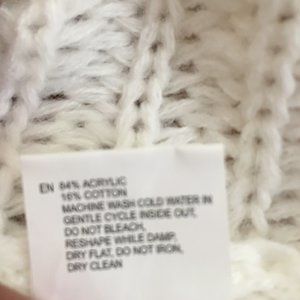 EN 84% ACRYLIC
16% COTTON
MACHINE WASH COLD WATER IN
GENTLE CYCLE INSIDE OUT,
DO NOT BLEACH,
RESHAPE WHILE DAMP,
DRY FLAT, DO NOT IRON,
DRY CLEAN